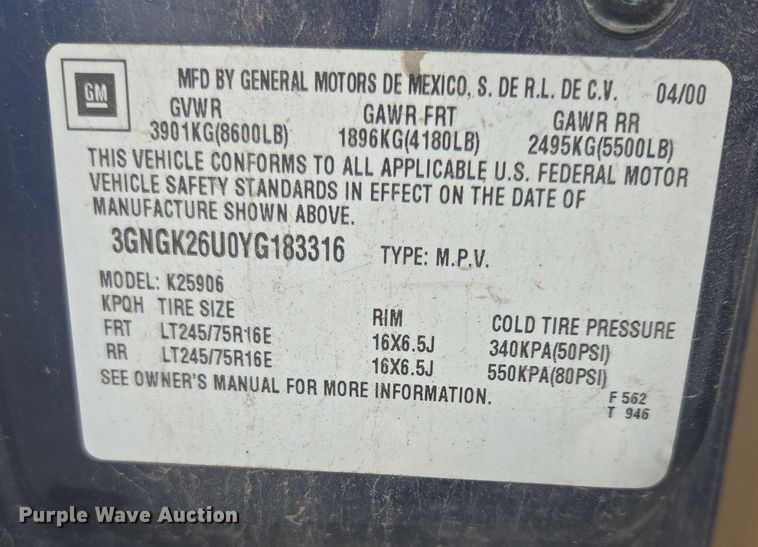 GM
MFD BY GENERAL MOTORS DE MEXICO, S. DE R.L. DE C.V. 04/00
GVWR GAWR FRT GAWR RR
3901KG(8600LB) 1896KG(4180LB) 2495KG(5500LB)
THIS VEHICLE CONFORMS TO ALL APPLICABLE U.S. FEDERAL MOTOR
VEHICLE SAFETY STANDARDS IN EFFECT ON THE DATE OF
MANUFACTURE SHOWN ABOVE.
3GNGK26U0YG183316 TYPE: M.P.V.
MODEL: K25906
KPQH TIRE SIZE RIM COLD TIRE PRESSURE
FRT LT245/75R16E 16X6.5J 340KPA(50PSI)
RR LT245/75R16E 16X6.5J 550KPA(80PSI)
SEE OWNER'S MANUAL FOR MORE INFORMATION.
F 562
T 946
Purple Wave Auction